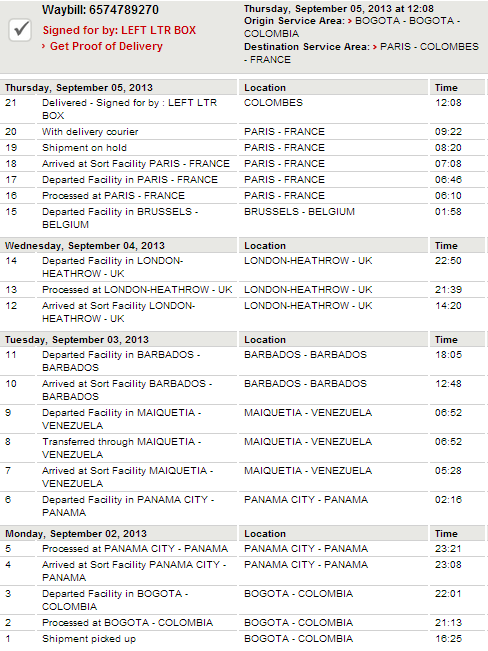 Waybill: 6574789270
Signed for by: LEFT LTR BOX
› Get Proof of Delivery
Thursday, September 05, 2013 at 12:08
Origin Service Area: › BOGOTA - BOGOTA - COLOMBIA
Destination Service Area: › PARIS - COLOMBES - FRANCE
Thursday, September 05, 2013 Location Time
21 Delivered - Signed for by : LEFT LTR BOX COLOMBES 12:08
20 With delivery courier PARIS - FRANCE 09:22
19 Shipment on hold PARIS - FRANCE 08:20
18 Arrived at Sort Facility PARIS - FRANCE PARIS - FRANCE 07:08
17 Departed Facility in PARIS - FRANCE PARIS - FRANCE 06:46
16 Processed at PARIS - FRANCE PARIS - FRANCE 06:10
15 Departed Facility in BRUSSELS - BELGIUM BRUSSELS - BELGIUM 01:58
Wednesday, September 04, 2013 Location Time
14 Departed Facility in LONDON-HEATHROW - UK LONDON-HEATHROW - UK 22:50
13 Processed at LONDON-HEATHROW - UK LONDON-HEATHROW - UK 21:39
12 Arrived at Sort Facility LONDON-HEATHROW - UK LONDON-HEATHROW - UK 14:20
Tuesday, September 03, 2013 Location Time
11 Departed Facility in BARBADOS - BARBADOS BARBADOS - BARBADOS 18:05
10 Arrived at Sort Facility BARBADOS - BARBADOS BARBADOS - BARBADOS 12:48
9 Departed Facility in MAIQUETIA - VENEZUELA MAIQUETIA - VENEZUELA 06:52
8 Transferred through MAIQUETIA - VENEZUELA MAIQUETIA - VENEZUELA 06:52
7 Arrived at Sort Facility MAIQUETIA - VENEZUELA MAIQUETIA - VENEZUELA 05:28
6 Departed Facility in PANAMA CITY - PANAMA PANAMA CITY - PANAMA 02:16
Monday, September 02, 2013 Location Time
5 Processed at PANAMA CITY - PANAMA PANAMA CITY - PANAMA 23:21
4 Arrived at Sort Facility PANAMA CITY - PANAMA PANAMA CITY - PANAMA 23:08
3 Departed Facility in BOGOTA - COLOMBIA BOGOTA - COLOMBIA 22:01
2 Processed at BOGOTA - COLOMBIA BOGOTA - COLOMBIA 21:13
1 Shipment picked up BOGOTA - COLOMBIA 16:25